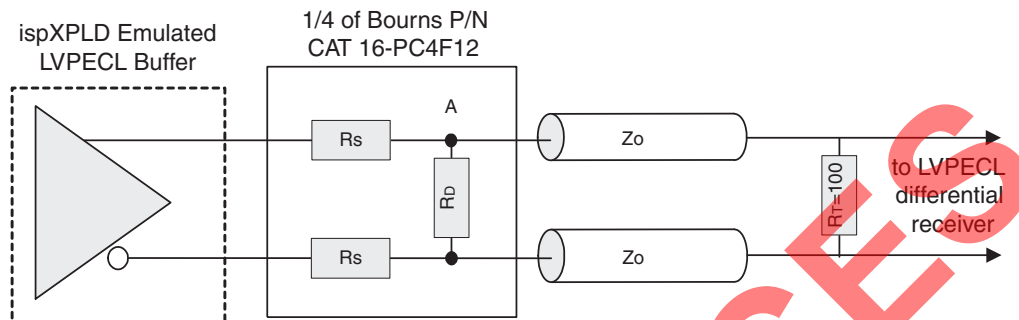 ispXPLD Emulated
LVPECL Buffer
1/4 of Bourns P/N
CAT 16-PC4F12
A
Rs
Zo
RD
RT=100
to LVPECL
differential
receiver
Rs
Zo
CES